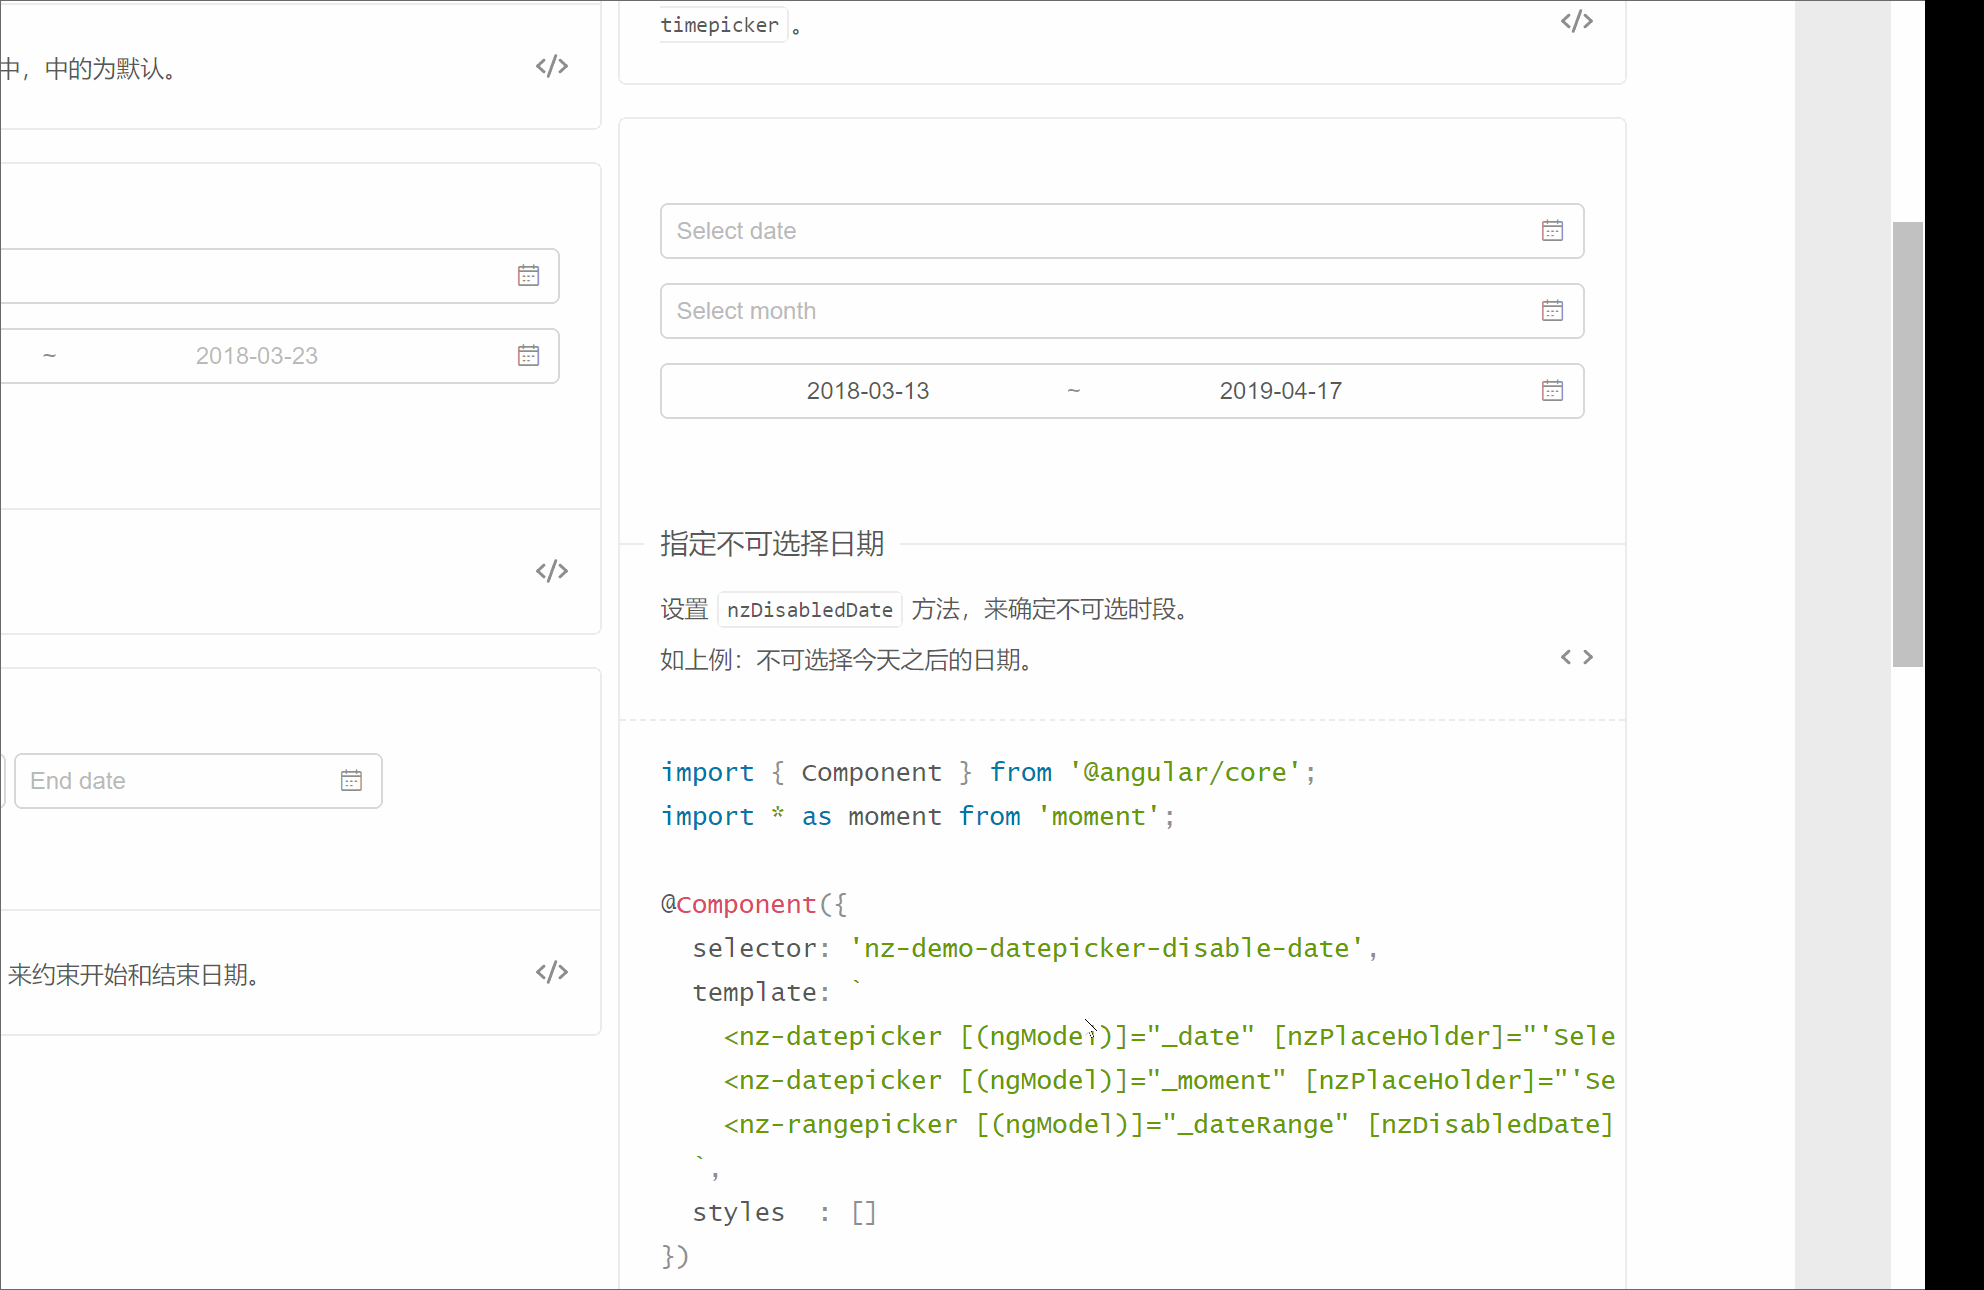 中，中的为默认。
~ 2018-03-23
End date
来约束开始和结束日期。
timepicker 。
Select date
Select month
2018-03-13 ~ 2019-04-17
指定不可选择日期
设置 nzDisabledDate 方法，来确定不可选时段。
如上例：不可选择今天之后的日期。
import { Component } from '@angular/core';
import * as moment from 'moment';
@Component({
selector: 'nz-demo-datepicker-disable-date',
template: `
<nz-datepicker [(ngModel)]="_date" [nzPlaceHolder]="'Sele
<nz-datepicker [(ngModel)]="_moment" [nzPlaceHolder]="'Se
<nz-rangepicker [(ngModel)]="_dateRange" [nzDisabledDate]
`,
styles  : []
})